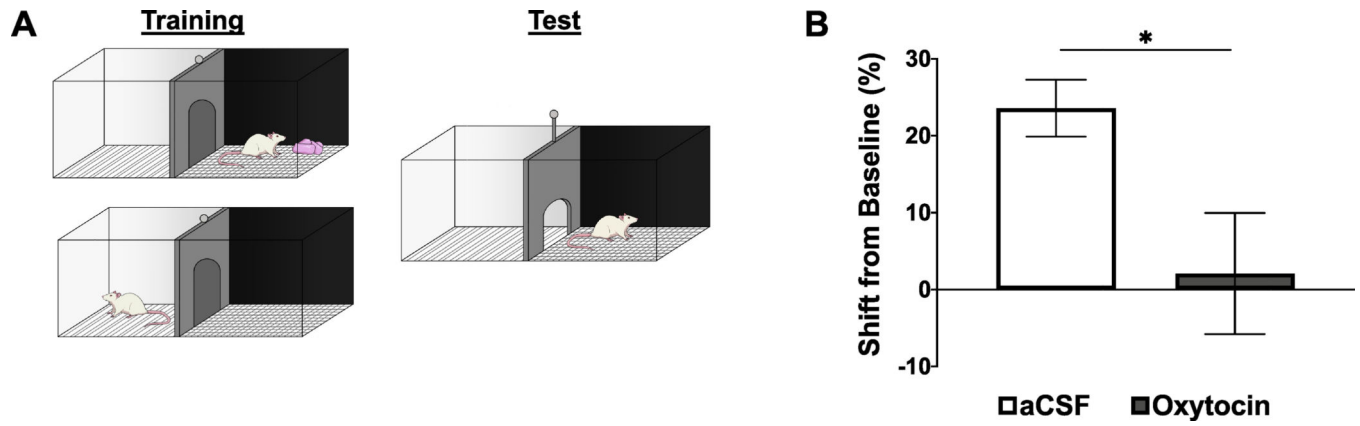 A
Training
Test
B
Shift from Baseline (%)
30
20
10
0
-10
*
aCSF
Oxytocin